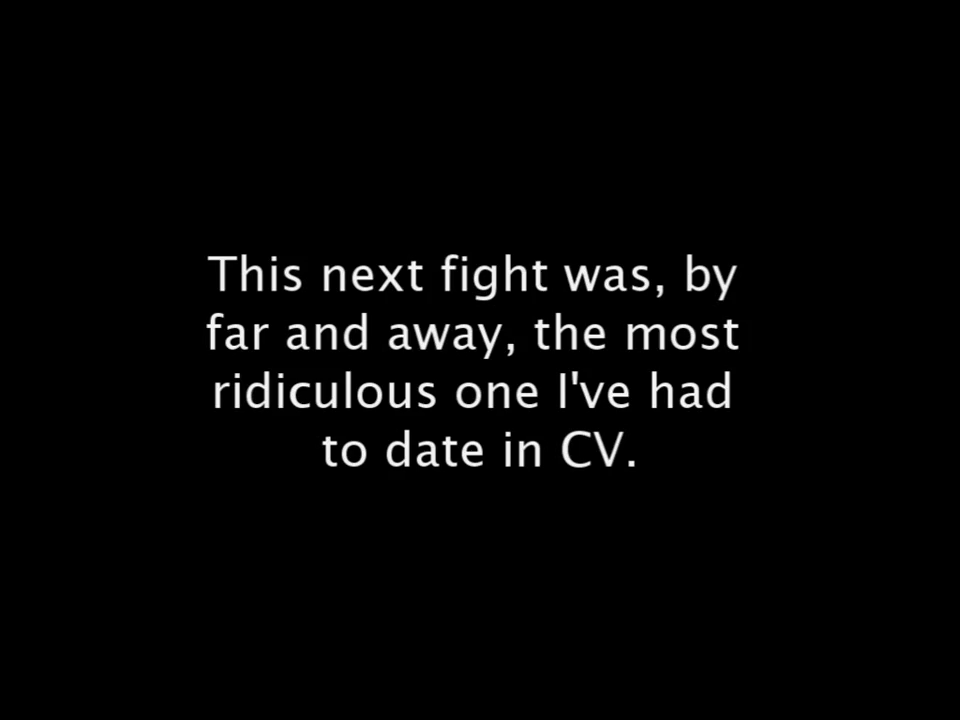 This next fight was, by
far and away, the most
ridiculous one I've had
to date in CV.